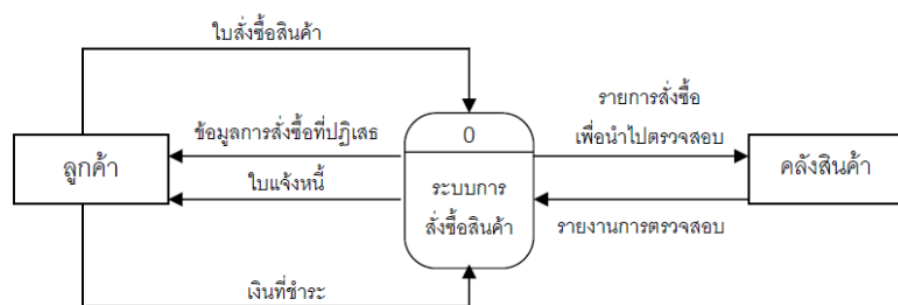 ใบสั่งซื้อสินค้า
รายการสั่งซื้อ
เพื่อนำไปตรวจสอบ
ข้อมูลการสั่งซื้อที่ปฏิเสธ
0
ลูกค้า
คลังสินค้า
ใบแจ้งหนี้
ระบบการ
สั่งซื้อสินค้า
รายงานการตรวจสอบ
เงินที่ชำระ